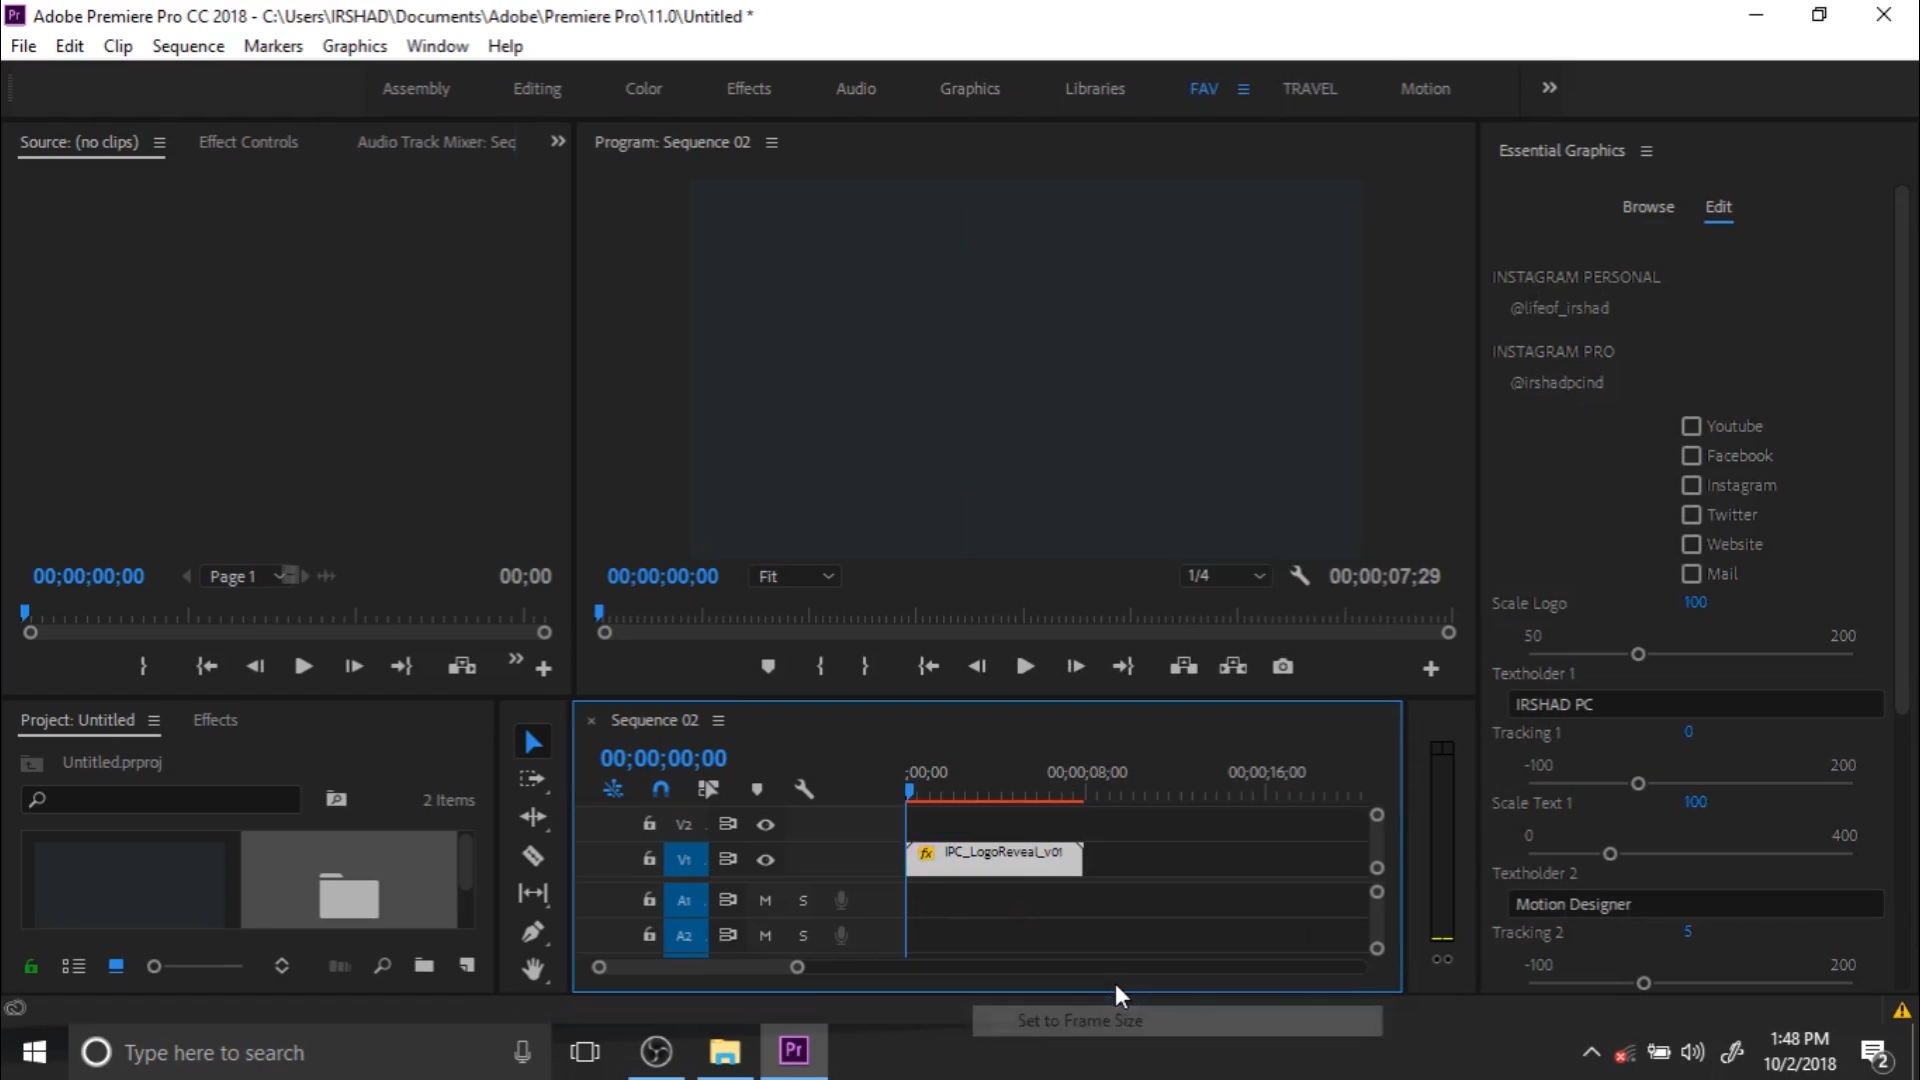 Pr Adobe Premiere Pro CC 2018 - C:\Users\IRSHAD\Documents\Adobe\Premiere Pro\11.0\Untitled *
File Edit Clip Sequence Markers Graphics Window Help
Assembly Editing Color Effects Audio Graphics Libraries FAV TRAVEL Motion
Source: (no clips) Effect Controls Audio Track Mixer: Seq
Program: Sequence 02
Essential Graphics
Browse Edit
INSTAGRAM PERSONAL
@lifeof_irshad
INSTAGRAM PRO
@irshadpcind
Youtube
Facebook
Instagram
Twitter
Website
Mail
Scale Logo 100
50 200
Textholder 1
IRSHAD PC
Tracking 1 0
-100 200
Scale Text 1 100
0 400
Textholder 2
Motion Designer
Tracking 2 5
-100 200
00;00;00;00 Page 1 00;00
00;00;00;00 Fit 1/4 00;00;07;29
Project: Untitled Effects
Untitled.prproj
2 Items
Sequence 02
00;00;00;00
;00;00 00;00;08;00 00;00;16;00
V2
V1 fx IPC_LogoReveal_v01
A1 M S
A2 M S
Set to Frame Size
Type here to search
Pr
1:48 PM
10/2/2018
2